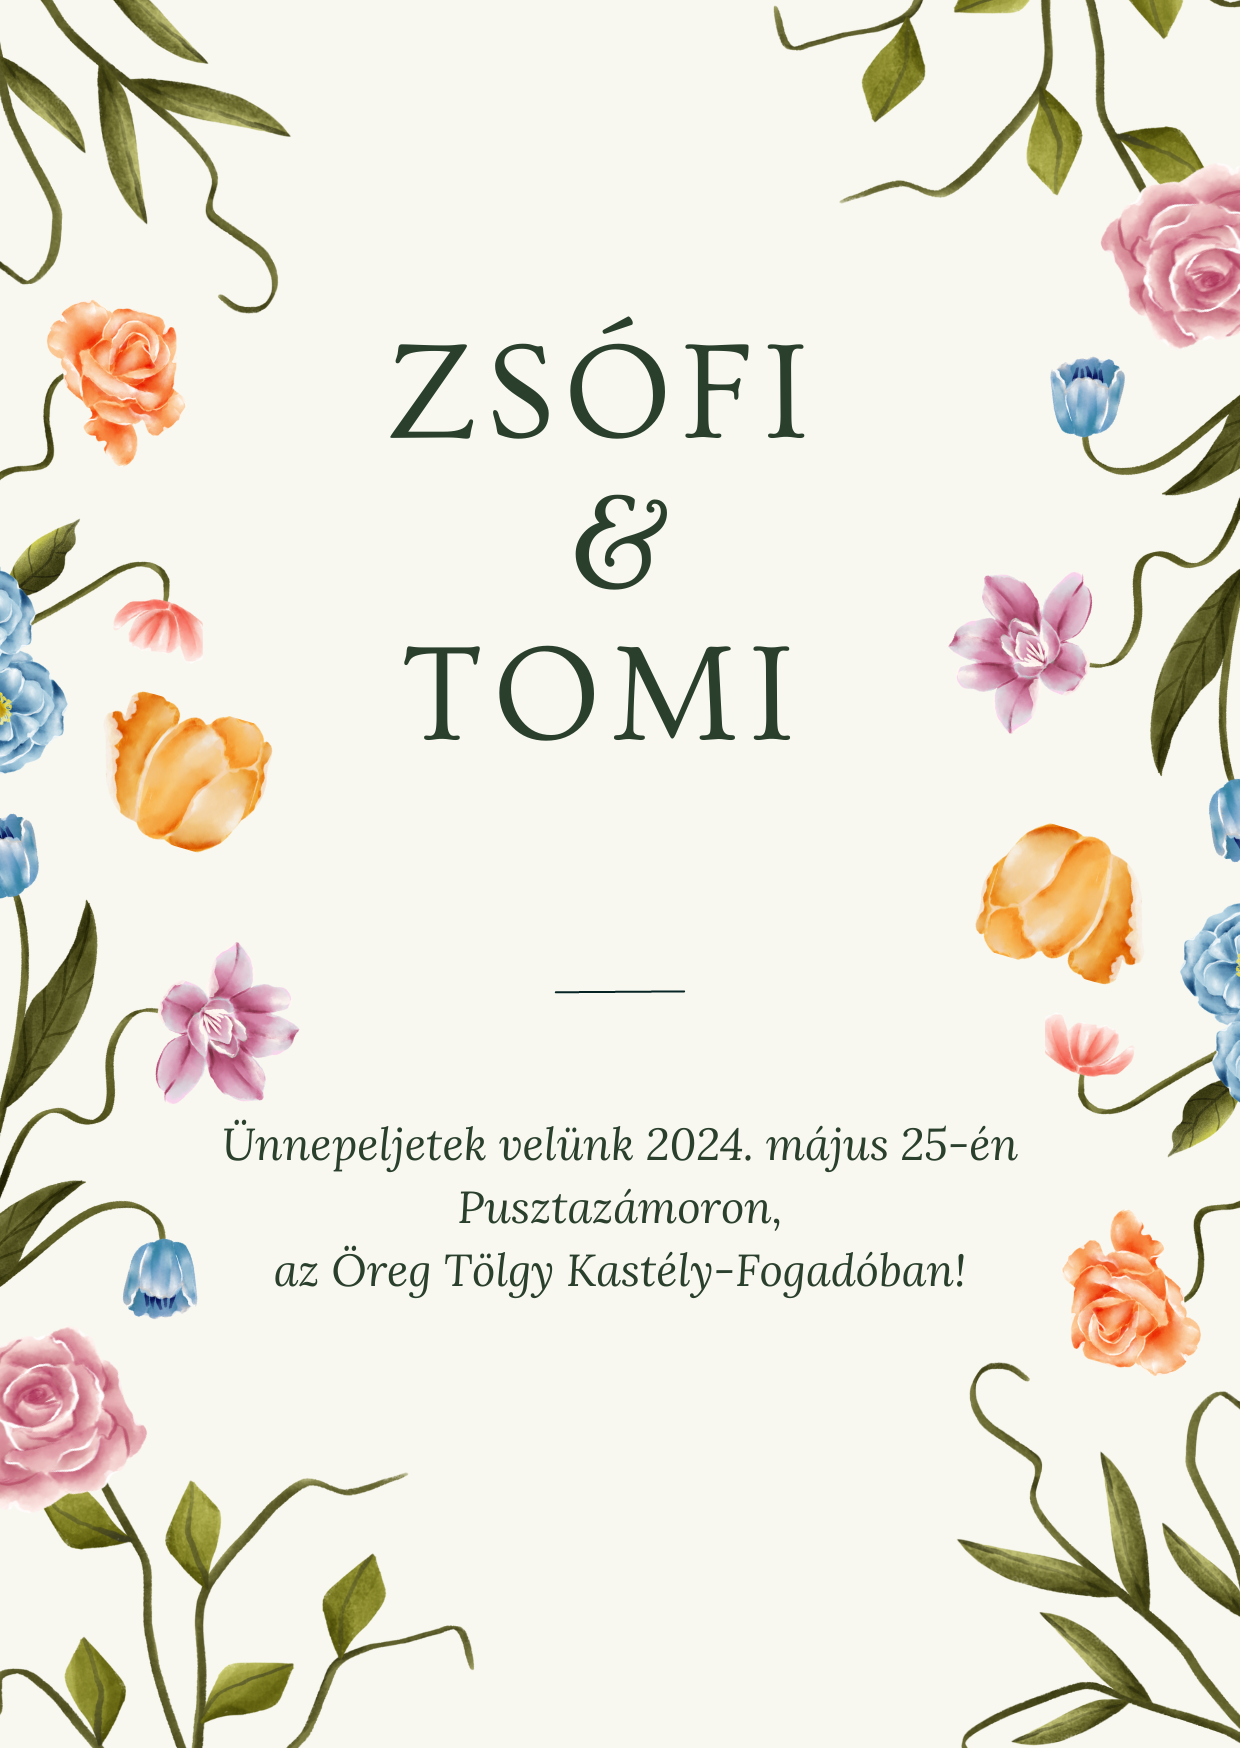 ZSÓFI
&
TOMI
Ünnepeljetek velünk 2024. május 25-én
Pusztazámoron,
az Öreg Tölgy Kastély-Fogadóban!